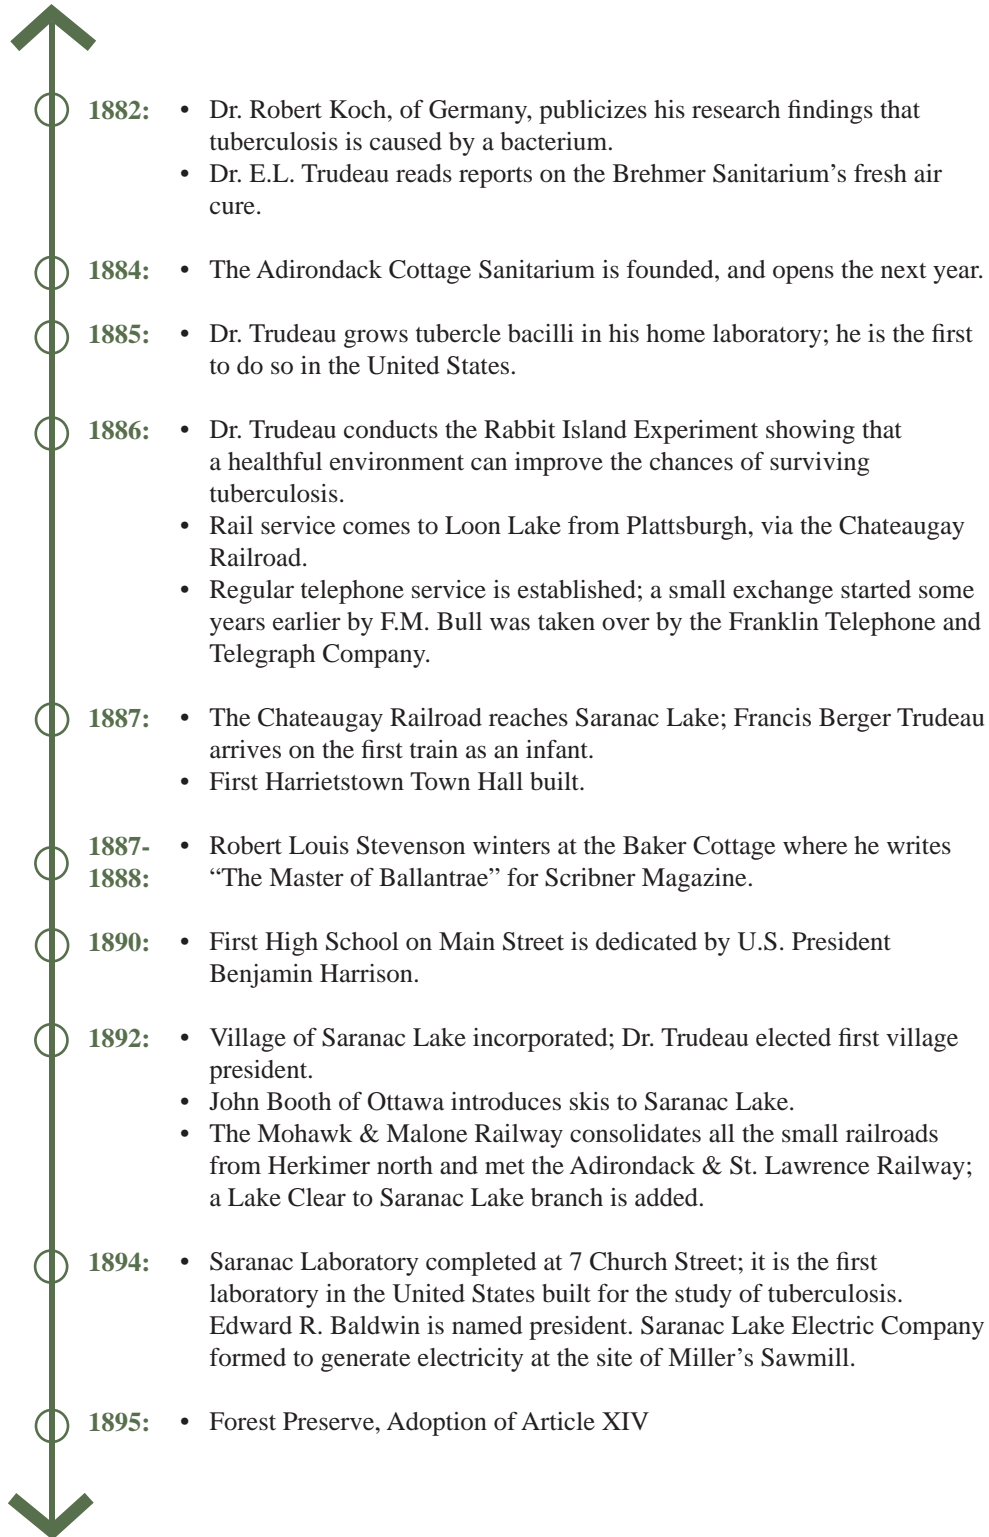 1882: • Dr. Robert Koch, of Germany, publicizes his research findings that
tuberculosis is caused by a bacterium.
• Dr. E.L. Trudeau reads reports on the Brehmer Sanitarium’s fresh air
cure.
1884: • The Adirondack Cottage Sanitarium is founded, and opens the next year.
1885: • Dr. Trudeau grows tubercle bacilli in his home laboratory; he is the first
to do so in the United States.
1886: • Dr. Trudeau conducts the Rabbit Island Experiment showing that
a healthful environment can improve the chances of surviving
tuberculosis.
• Rail service comes to Loon Lake from Plattsburgh, via the Chateaugay
Railroad.
• Regular telephone service is established; a small exchange started some
years earlier by F.M. Bull was taken over by the Franklin Telephone and
Telegraph Company.
1887: • The Chateaugay Railroad reaches Saranac Lake; Francis Berger Trudeau
arrives on the first train as an infant.
• First Harrietstown Town Hall built.
1887- • Robert Louis Stevenson winters at the Baker Cottage where he writes
1888: “The Master of Ballantrae” for Scribner Magazine.
1890: • First High School on Main Street is dedicated by U.S. President
Benjamin Harrison.
1892: • Village of Saranac Lake incorporated; Dr. Trudeau elected first village
president.
• John Booth of Ottawa introduces skis to Saranac Lake.
• The Mohawk & Malone Railway consolidates all the small railroads
from Herkimer north and met the Adirondack & St. Lawrence Railway;
a Lake Clear to Saranac Lake branch is added.
1894: • Saranac Laboratory completed at 7 Church Street; it is the first
laboratory in the United States built for the study of tuberculosis.
Edward R. Baldwin is named president. Saranac Lake Electric Company
formed to generate electricity at the site of Miller’s Sawmill.
1895: • Forest Preserve, Adoption of Article XIV